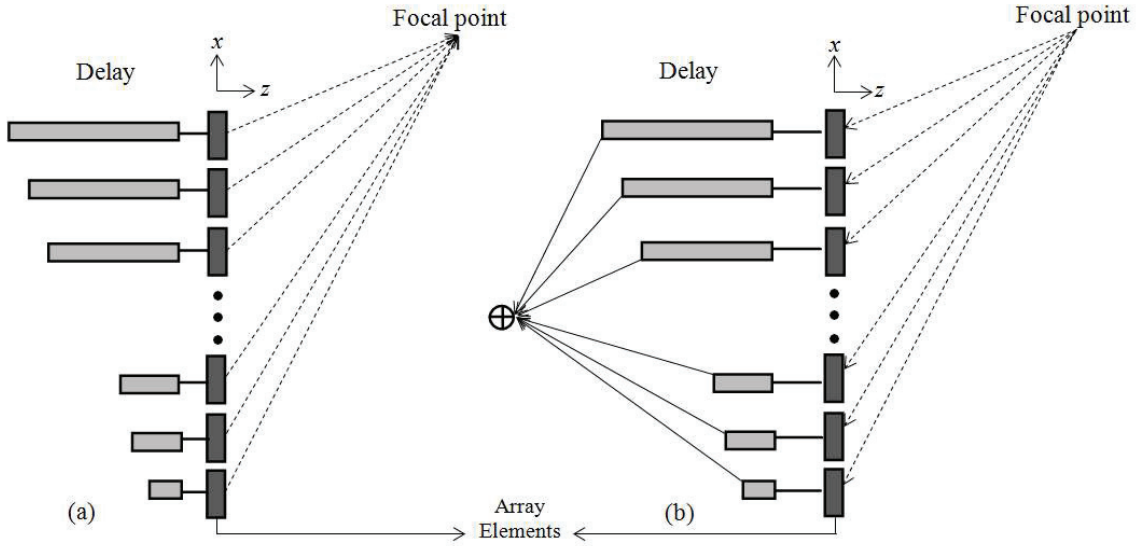 Focal point
x
Delay
z
(a)
Focal point
x
Delay
z
(b)
Array
Elements